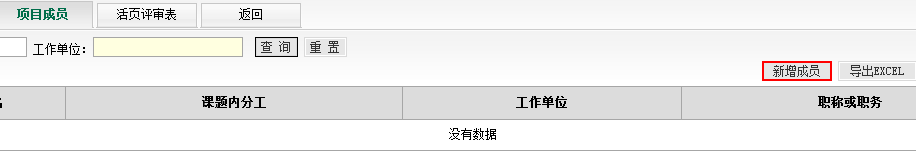 项目成员 活页评审表 返回
工作单位: 查 询 重 置
新增成员 导出EXCEL
课题内分工 工作单位 职称或职务
没有数据